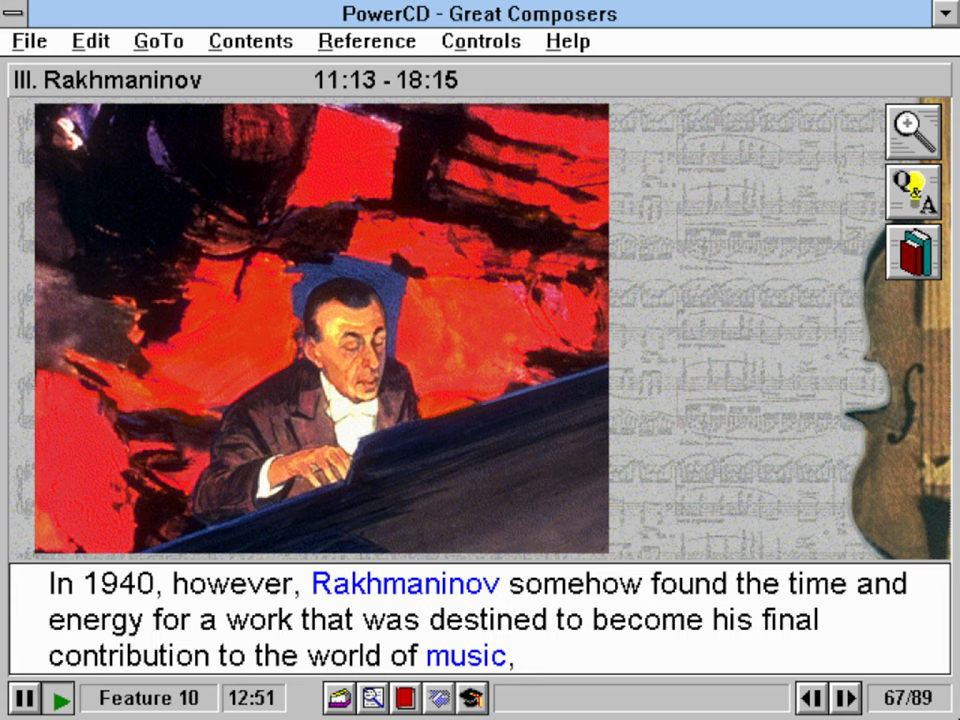 PowerCD - Great Composers
File Edit GoTo Contents Reference Controls Help
III. Rakhmaninov 11:13 - 18:15
Q & A
In 1940, however, Rakhmaninov somehow found the time and
energy for a work that was destined to become his final
contribution to the world of music,
Feature 10 12:51 67/89